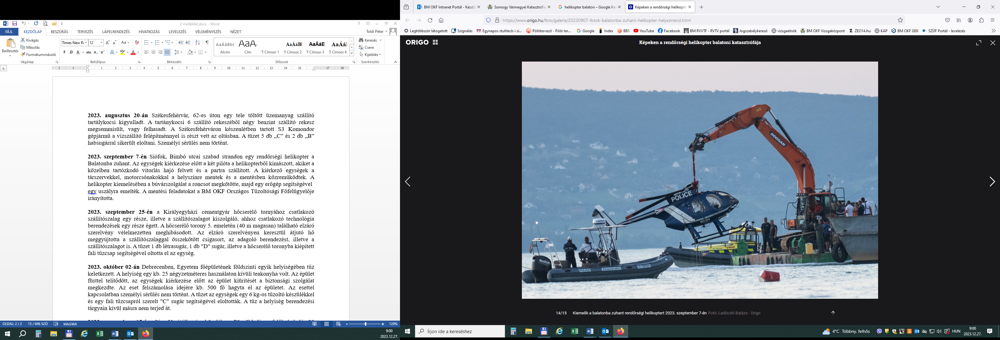 2 melléklet.docx - Word
Toldi Péter
FÁJL
KEZDŐLAP
BESZÚRÁS
TERVEZÉS
LAPELRENDEZÉS
HIVATKOZÁS
LEVELEZÉS
VÉLEMÉNYEZÉS
NÉZET
Beillesztés
Kivágás
Másolás
Formátummásoló
Times New R
12
Vágólap
Betűtípus
Bekezdés
Alcím
Cím
¶ Címsor 1
¶ Címsor 2
¶ Címsor 3
¶ Címsor 4
Stílusok
Keresés
Csere
Kijelölés
Szerkesztés
2023. augusztus 20-án Székesfehérvár, 62-es úton egy tele töltött üzemanyag szállító
tartálykocsi kigyulladt. A tartánykocsi 6 szállító rekeszéből négy benzint szállító rekesz
megsemmisült, vagy felhasadt. A Székesfehérváron készenlétben tartott S3 Komondor
gépjármű a vízszállító felépítménnyel is részt vett az oltásban. A tüzet 5 db „C” és 2 db „B”
habsugárral sikerült eloltani. Személyi sérülés nem történt.
2023. szeptember 7-én Siófok, Bimbó utcai szabad strandon egy rendőrségi helikopter a
Balatonba zuhant. Az egységek kiérkezése előtt a két pilóta a helikopterből kimászott, akiket a
közelben tartózkodó vitorlás hajó felvett és a partra szállított. A kiérkező egységek a
társzervekkel, motorcsónakokkal a helyszínre mentek és a mentésben közreműködtek. A
helikopter kiemelésében a búvárszolgálat a roncsot megkötötte, majd egy erőgép segítségével
egy uszályra emelték. A mentési feladatokat a BM OKF Országos Tűzoltósági Főfelügyelője
irányította.
2023. szeptember 25-én a Királyegyházi cementgyár hőcserélő tornyához csatlakozó
szállítószalag egy része, illetve a szállítószalagot kiszolgáló, ahhoz csatlakozó technológia
berendezések egy része égett. A hőcserélő torony 5. emeletén (40 m magasan) található elzáró
szerelvény vélelmezetten meghibásodott. Az elzáró szerelvényen keresztül átjutó hő
meggyújtotta a szállítószalaggal összekötött csigasort, az adagoló berendezést, illetve a
szállítószalagot is. A tüzet 1 db létrasugár, 1 db "D" sugár, illetve a hőcserélő toronyba kiépített
fali tűzcsap segítségével oltotta el az egység.
2023. október 02-án Debrecenben, Egyetem főépületének földszinti egyik helyiségében tűz
keletkezett. A helyiség egy kb. 25 négyzetméteres használaton kívüli teakonyha volt. Az épület
füsttel telítődött, az egységek kiérkezése előtt az épület kiürítését a biztonsági szolgálat
megkezdte. Az eset felszámolása idejére kb. 500 fő hagyta el az épületet. Az esettel
kapcsolatban személyi sérülés nem történt. A tüzet az egységek egy 6 kg-os tűzoltó készülékkel
és egy fali tűzcsapról szerelt "C" sugár segítségével eloltották. A tűz a helyiség berendezési
tárgyain kívül másra nem terjed át.
OLDAL: 2 / 2
15 / 696 SZÓ
MAGYAR
120%
9:00
2023.12.27.
BM OKF Intranet Portál - Kezdő
Somogy Vármegyei Katasztrófa
helikopter balaton – Google Ke
Képeken a rendőrségi helikopte
https://www.origo.hu/foto/galeria/20230907-fotok-balatonba-zuhant-helikopter-helyszinerol.html
Legtöbbször látogatott
Szignálás
Egynapos stuhleck-i sí...
Pólótervező - Póló ter...
Google
Index
BB1
YouTube
Facebook
BM RVVTF - RVTV portál
Jogszabálykereső
vizsgaelnök
BM OKF Vizsgaközpont
ZEO14.hu
KAP
BM OKF GEK
SZÜF Portál - levelezés
ORIGO
Képeken a rendőrségi helikopter balatoni katasztrófája
DOOSAN
POLICE
R501
VMSZ
SUZUKI
POLICE
RENDŐRSÉG
14/15
Kiemelik a balatonba zuhant rendőrségi helikoptert 2023. szeptember 7-én Fotó: Ladóczki Balázs - Origo
Írjon ide a kereséshez
4°C Többny. felhős
HUN
9:00
2023.12.27.